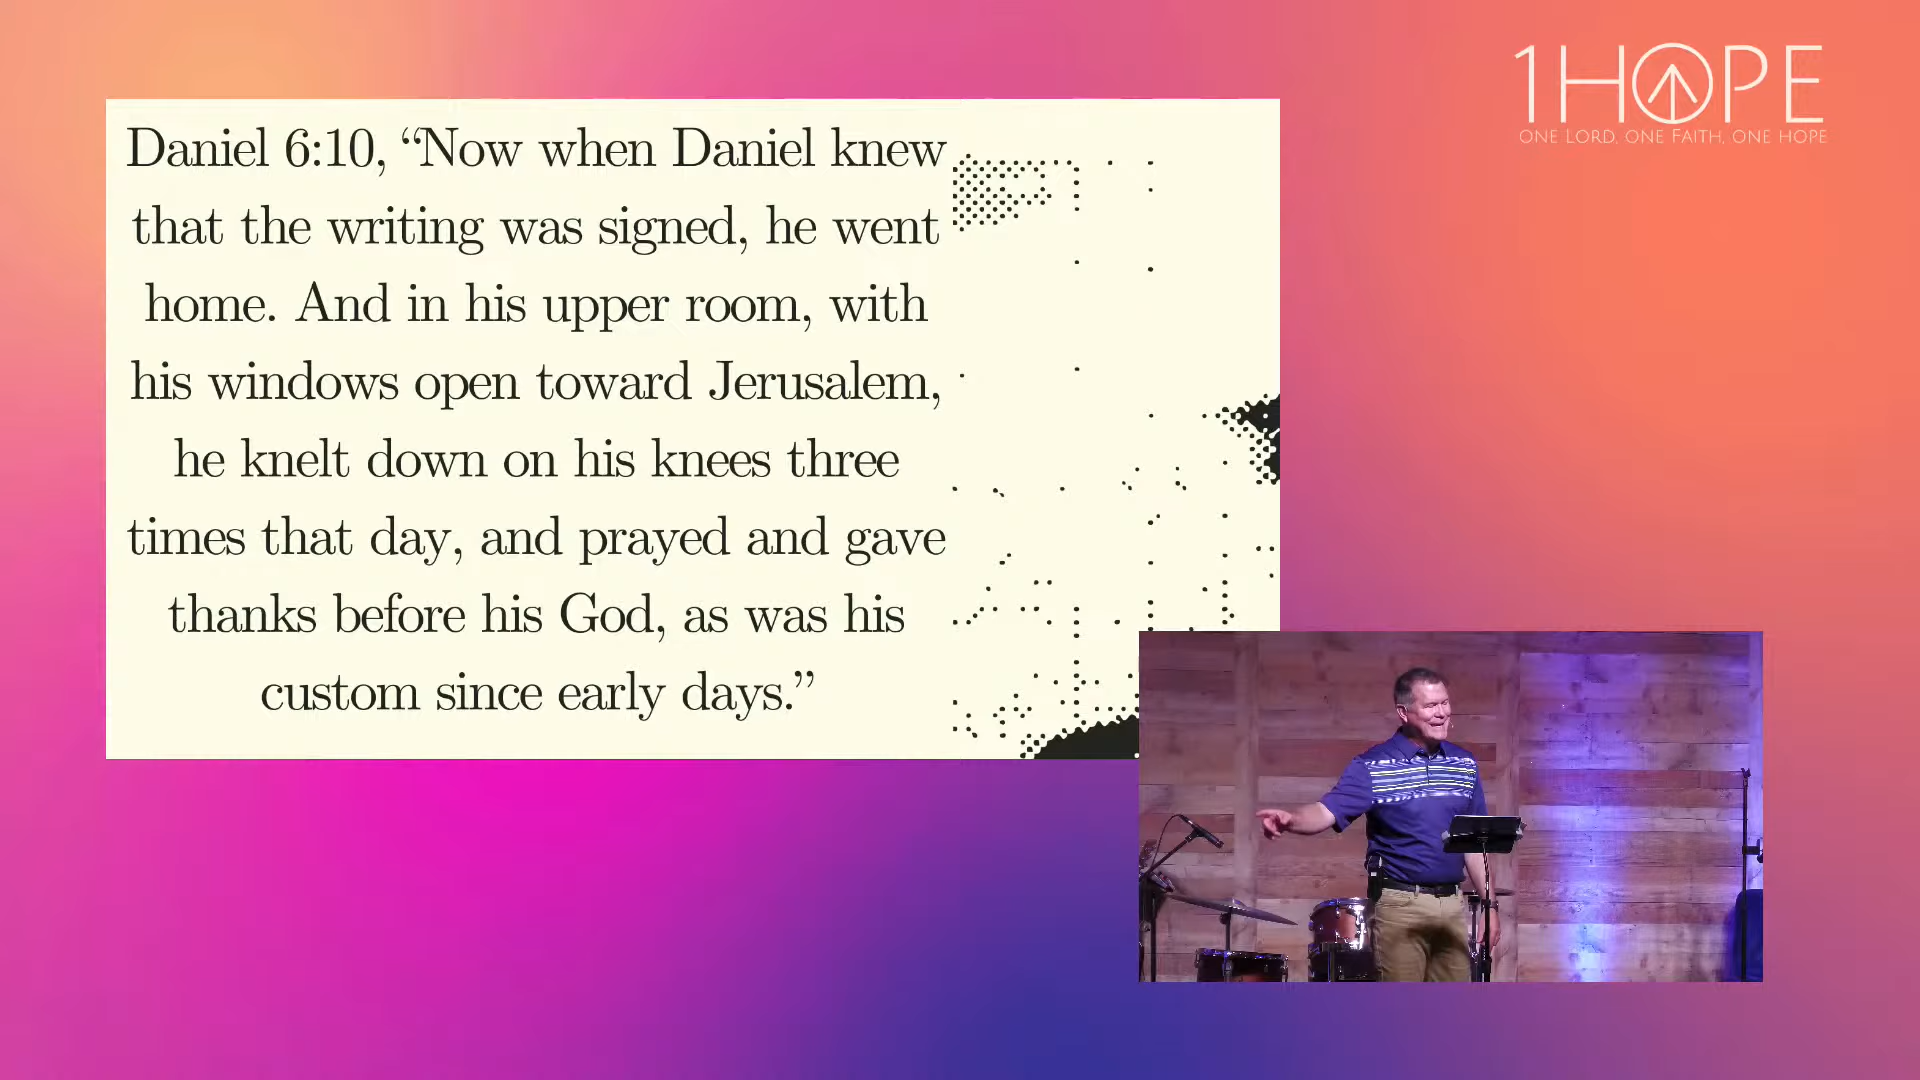 1HOPE
ONE LORD, ONE FAITH, ONE HOPE
Daniel 6:10, “Now when Daniel knew
that the writing was signed, he went
home. And in his upper room, with
his windows open toward Jerusalem,
he knelt down on his knees three
times that day, and prayed and gave
thanks before his God, as was his
custom since early days.”